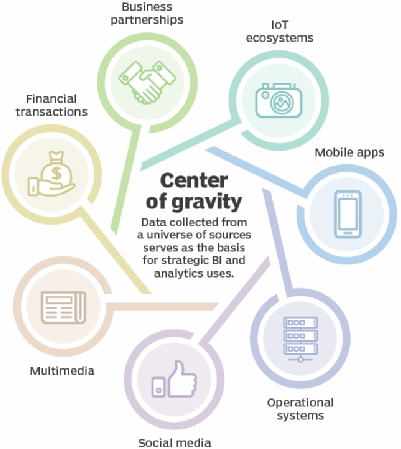 Business
partnerships
IoT
ecosystems
Financial
transactions
Mobile apps
Center
of gravity
Data collected from
a universe of sources
serves as the basis
for strategic BI and
analytics uses.
Multimedia
Operational
systems
Social media